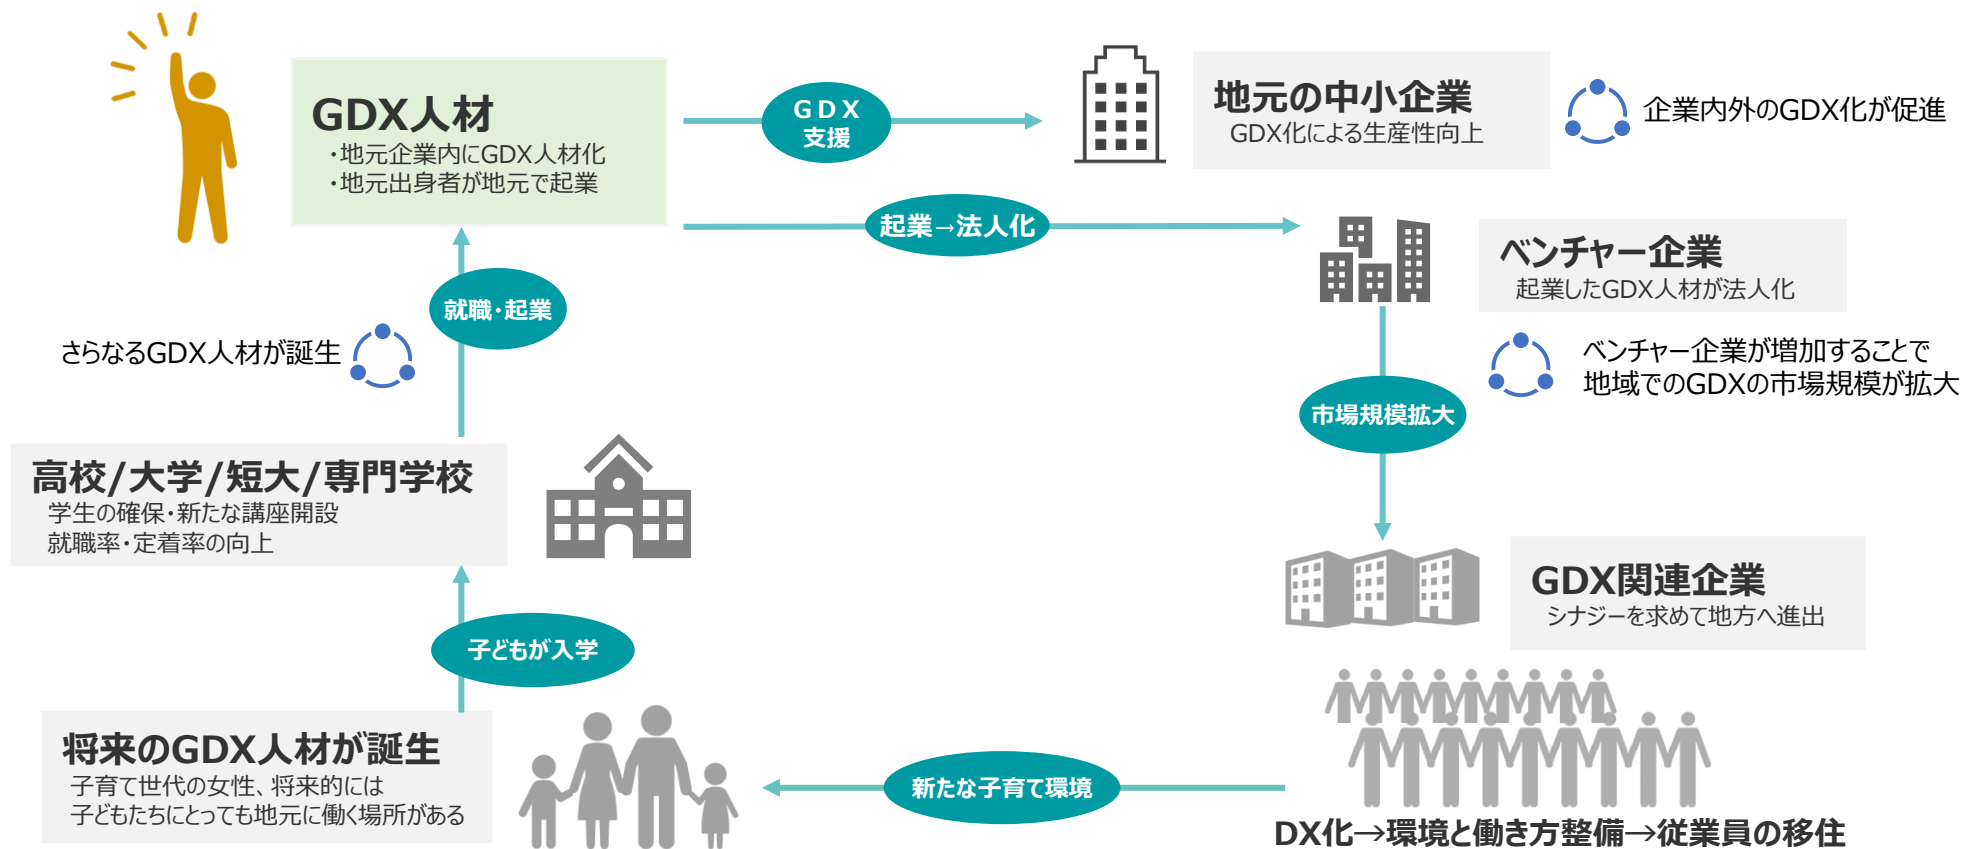 GDX人材
・地元企業内にGDX人材化
・地元出身者が地元で起業
GDX
支援
地元の中小企業
GDX化による生産性向上
企業内外のGDX化が促進
起業→法人化
ベンチャー企業
起業したGDX人材が法人化
就職・起業
さらなるGDX人材が誕生
ベンチャー企業が増加することで
地域でのGDXの市場規模が拡大
市場規模拡大
高校/大学/短大/専門学校
学生の確保・新たな講座開設
就職率・定着率の向上
GDX関連企業
シナジーを求めて地方へ進出
子どもが入学
将来のGDX人材が誕生
子育て世代の女性、将来的には
子どもたちにとっても地元に働く場所がある
新たな子育て環境
DX化→環境と働き方整備→従業員の移住